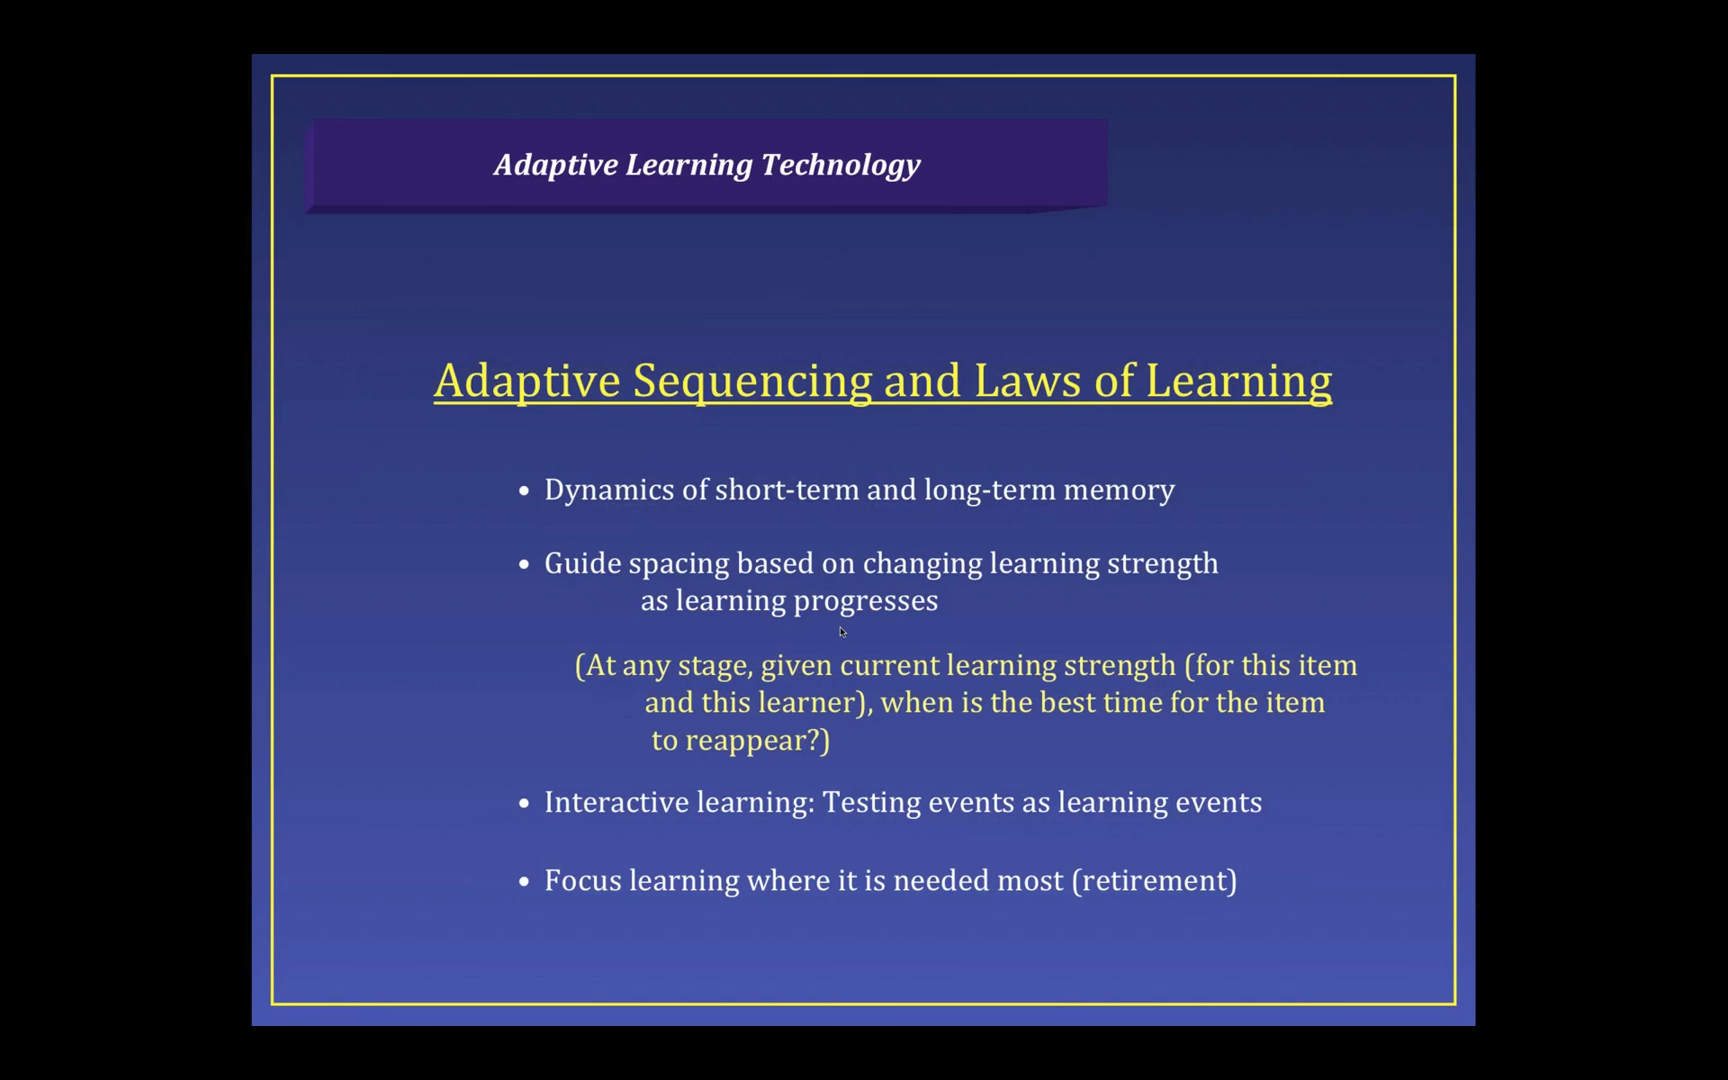 Adaptive Learning Technology
Adaptive Sequencing and Laws of Learning
• Dynamics of short-term and long-term memory
• Guide spacing based on changing learning strength
as learning progresses
(At any stage, given current learning strength (for this item
and this learner), when is the best time for the item
to reappear?)
• Interactive learning: Testing events as learning events
• Focus learning where it is needed most (retirement)